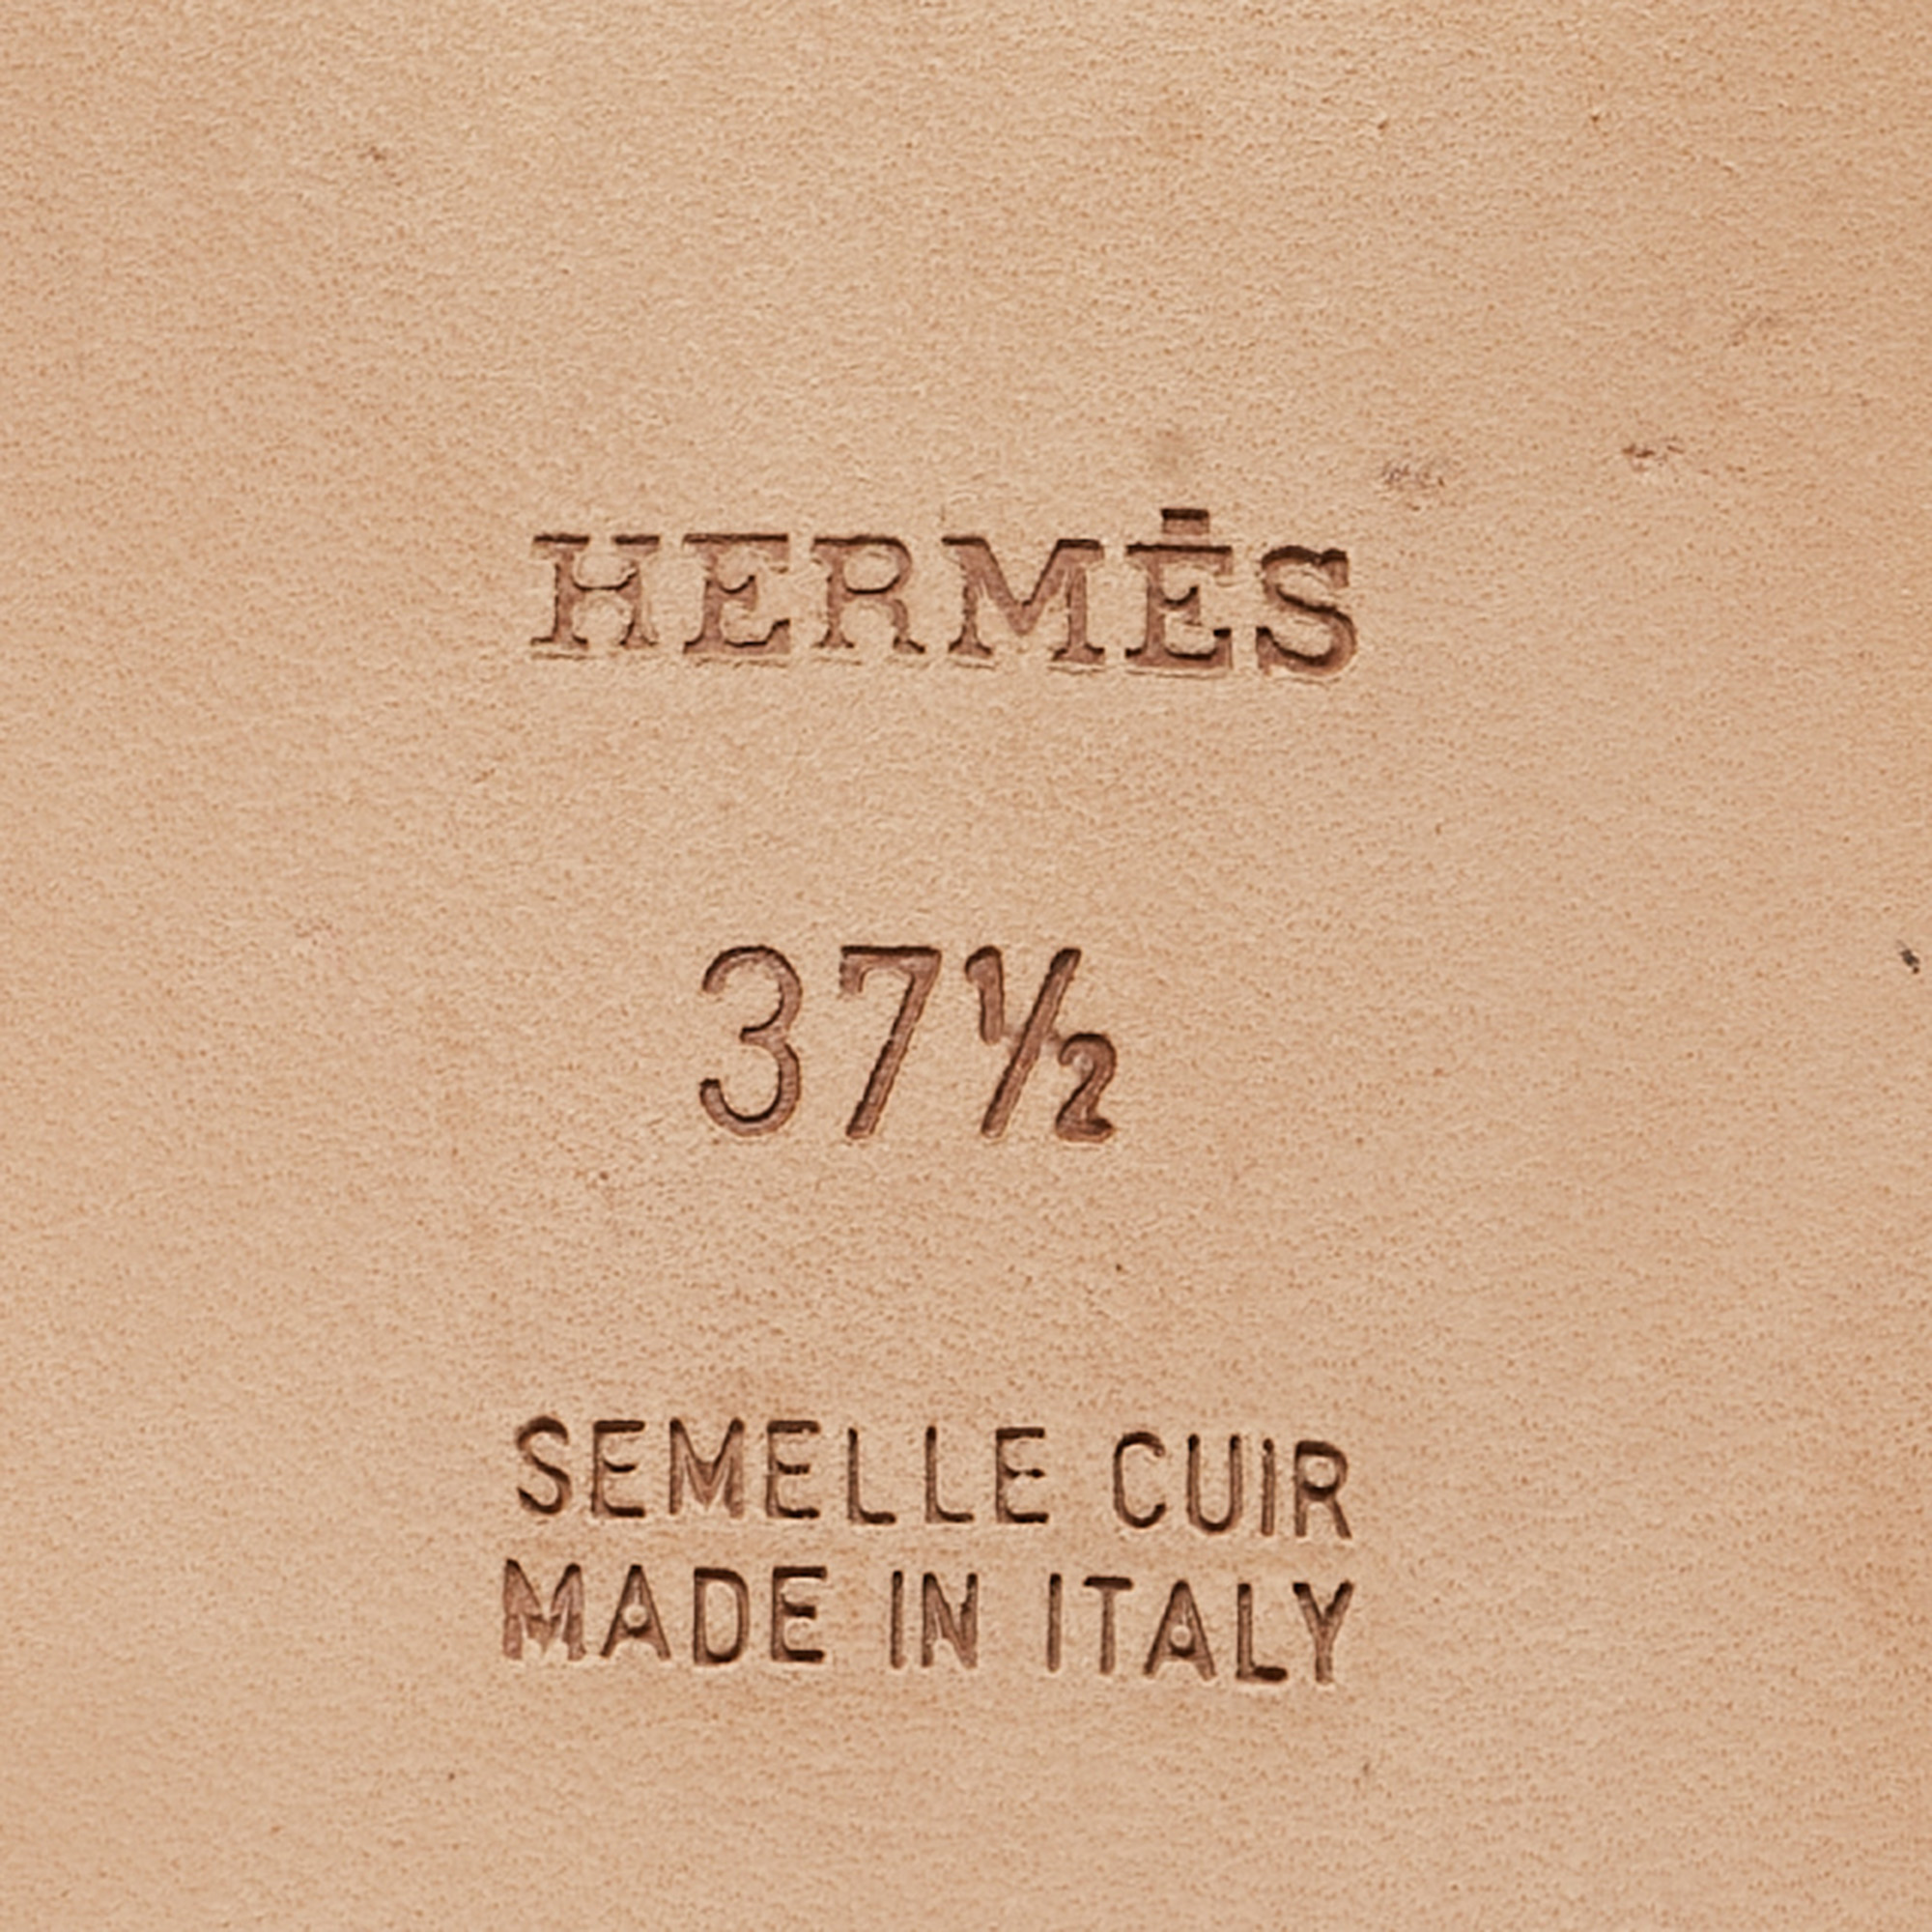 HERMÈS
37½
SEMELLE CUIR
MADE IN ITALY